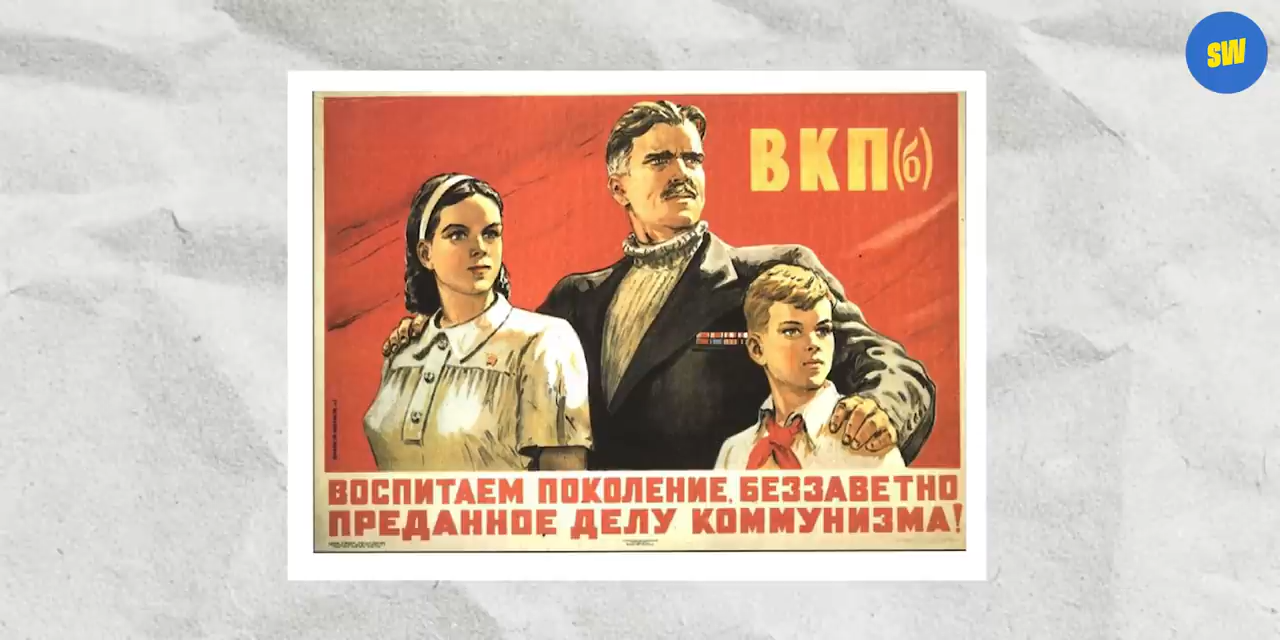 SW
ВКП(б)
ВОСПИТАЕМ ПОКОЛЕНИЕ, БЕЗЗАВЕТНО
ПРЕДАННОЕ ДЕЛУ КОММУНИЗМА!